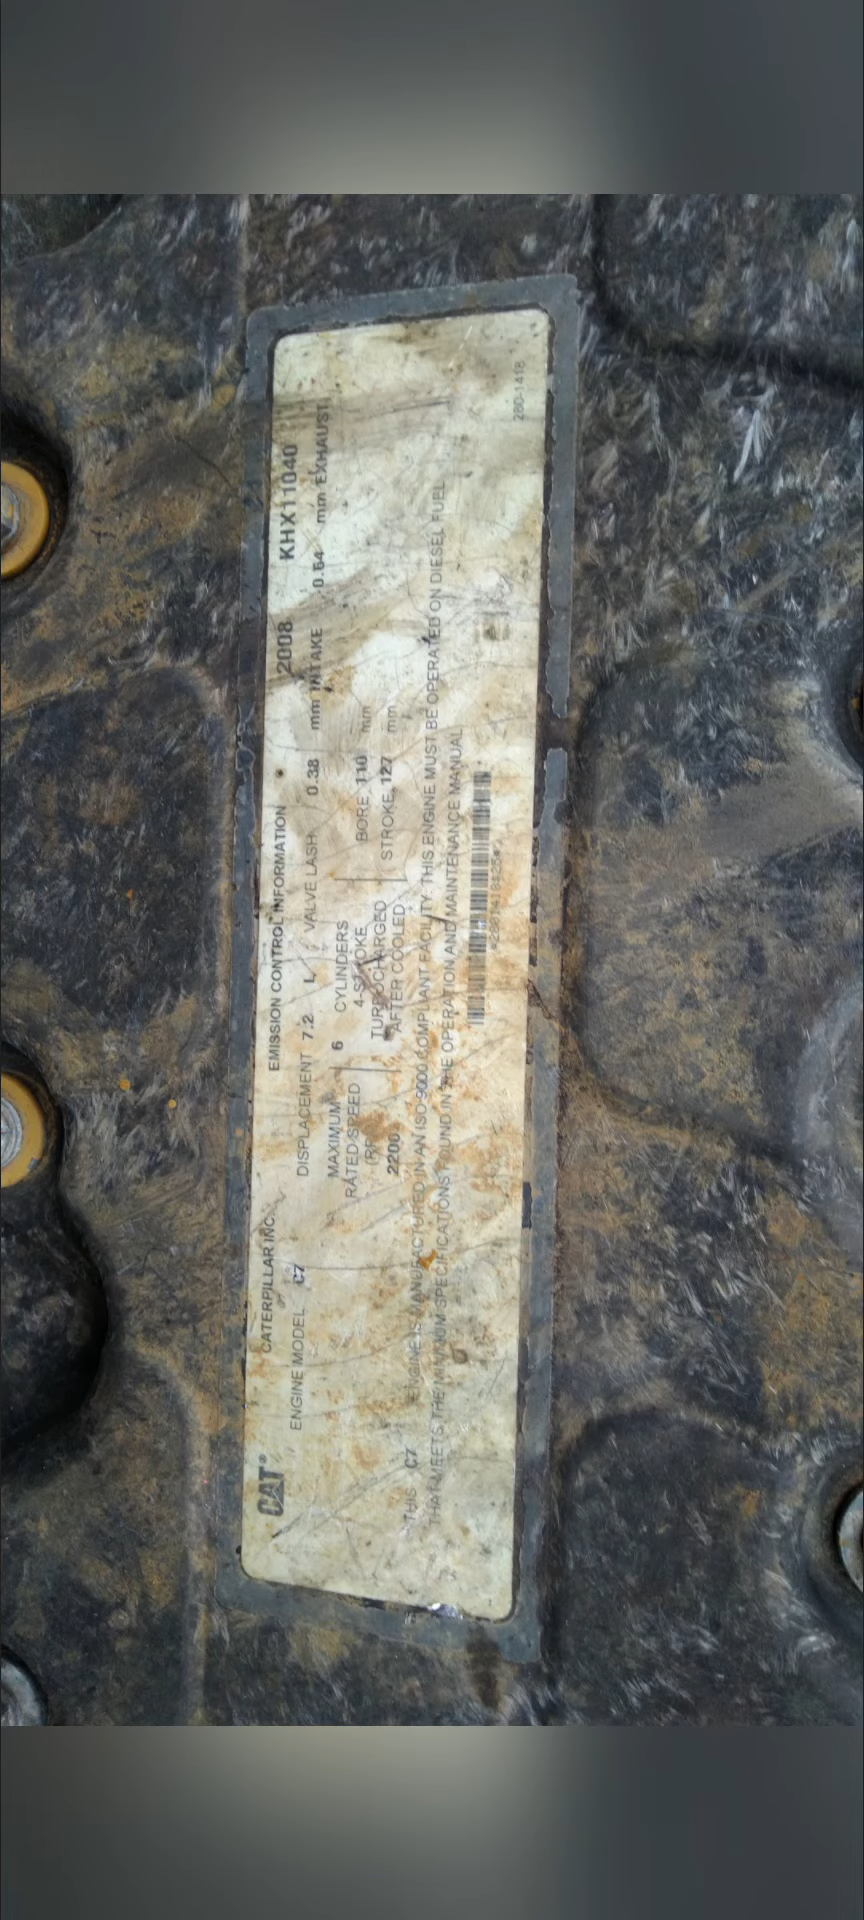 CAT® CATERPILLAR INC. EMISSION CONTROL INFORMATION 2008 KHX11040
ENGINE MODEL C7 DISPLACEMENT 7.2 L VALVE LASH 0.38 mm INTAKE 0.64 mm EXHAUST
MAXIMUM 6 CYLINDERS BORE 110 mm
RATED SPEED 4-STROKE
TURBOCHARGED STROKE 127 mm
2200 AFTER COOLED
THIS C7 ENGINE IS MANUFACTURED IN AN ISO 9000 COMPLIANT FACILITY. THIS ENGINE MUST BE OPERATED ON DIESEL FUEL
THAT MEETS THE MINIMUM SPECIFICATIONS FOUND IN THE OPERATION AND MAINTENANCE MANUAL
280-1418